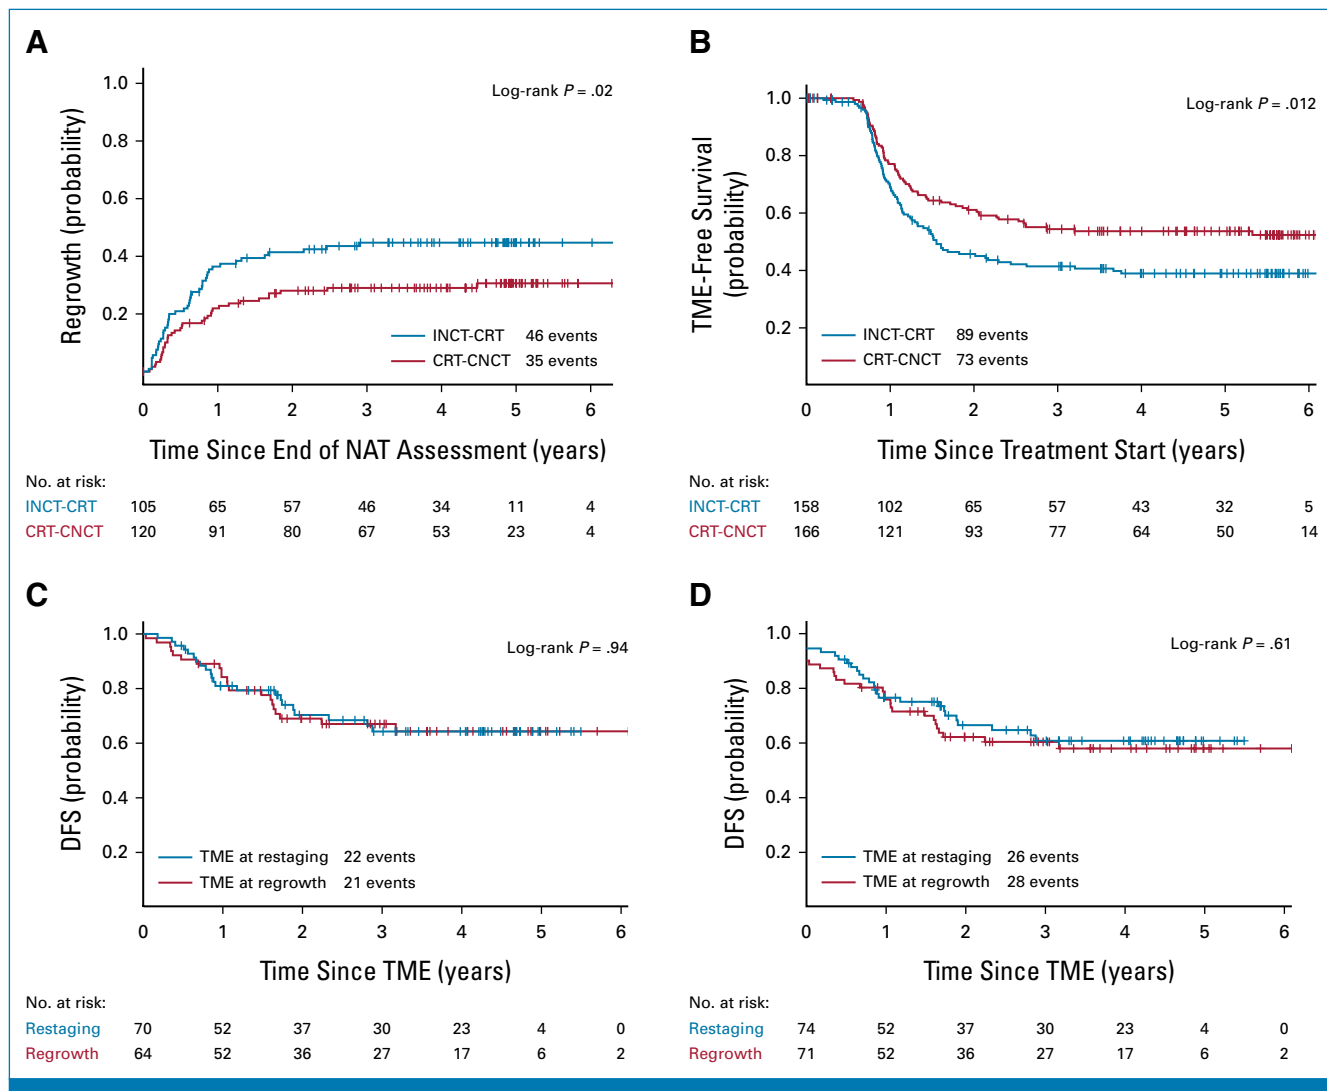 A
Log-rank P = .02
Regrowth (probability)
1.0
0.8
0.6
0.4
0.2
INCT-CRT 46 events
CRT-CNCT 35 events
0 1 2 3 4 5 6
Time Since End of NAT Assessment (years)
No. at risk:
INCT-CRT 105 65 57 46 34 11 4
CRT-CNCT 120 91 80 67 53 23 4
B
Log-rank P = .012
TME-Free Survival
(probability)
1.0
0.8
0.6
0.4
0.2
INCT-CRT 89 events
CRT-CNCT 73 events
0 1 2 3 4 5 6
Time Since Treatment Start (years)
No. at risk:
INCT-CRT 158 102 65 57 43 32 5
CRT-CNCT 166 121 93 77 64 50 14
C
Log-rank P = .94
DFS (probability)
1.0
0.8
0.6
0.4
0.2
TME at restaging 22 events
TME at regrowth 21 events
0 1 2 3 4 5 6
Time Since TME (years)
No. at risk:
Restaging 70 52 37 30 23 4 0
Regrowth 64 52 36 27 17 6 2
D
Log-rank P = .61
DFS (probability)
1.0
0.8
0.6
0.4
0.2
TME at restaging 26 events
TME at regrowth 28 events
0 1 2 3 4 5 6
Time Since TME (years)
No. at risk:
Restaging 74 52 37 30 23 4 0
Regrowth 71 52 36 27 17 6 2